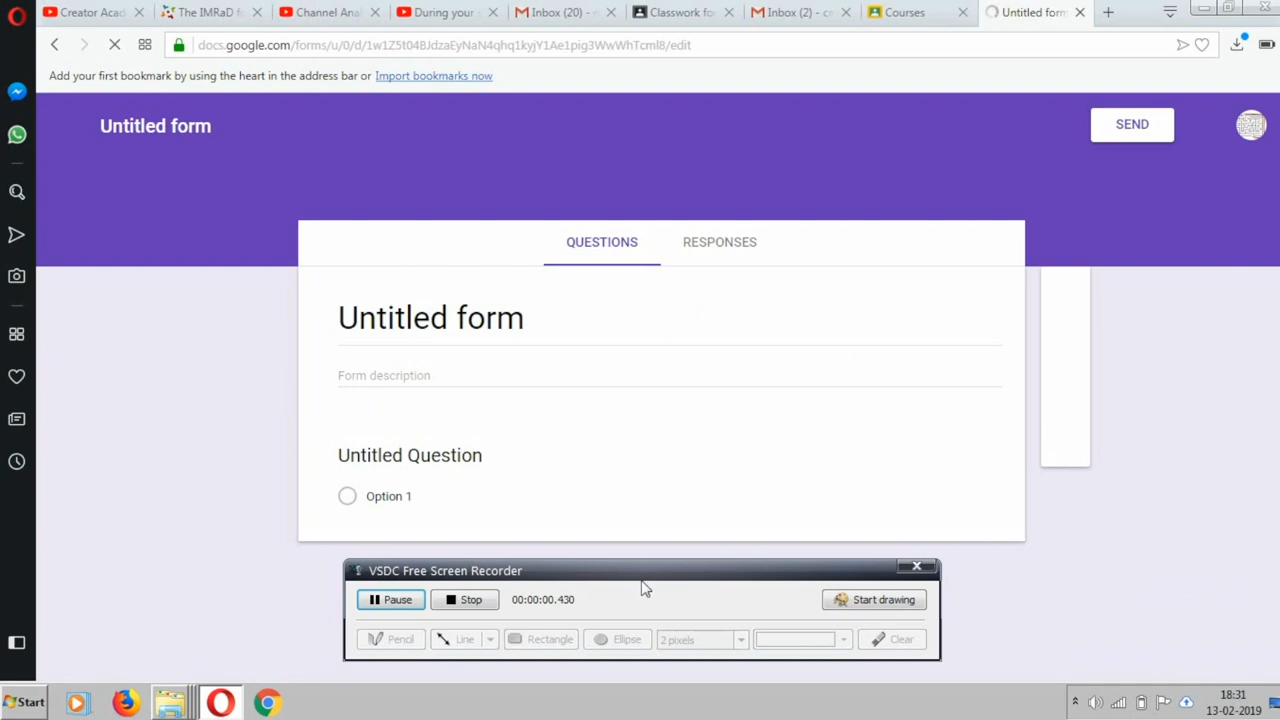 Creator Acad
The IMRaD f
Channel Ana
During your
Inbox (20) -
Classwork fo
Inbox (2) - c
Courses
Untitled form
docs.google.com/forms/u/0/d/1w1Z5t04BJdzaEyNaN4qhq1kyjY1Ae1pig3WwWhTcml8/edit
Add your first bookmark by using the heart in the address bar or Import bookmarks now
Untitled form
SEND
QUESTIONS
RESPONSES
Untitled form
Form description
Untitled Question
Option 1
VSDC Free Screen Recorder
Pause
Stop
00:00:00.430
Start drawing
Pencil
Line
Rectangle
Ellipse
2 pixels
Clear
Start
18:31
13-02-2019